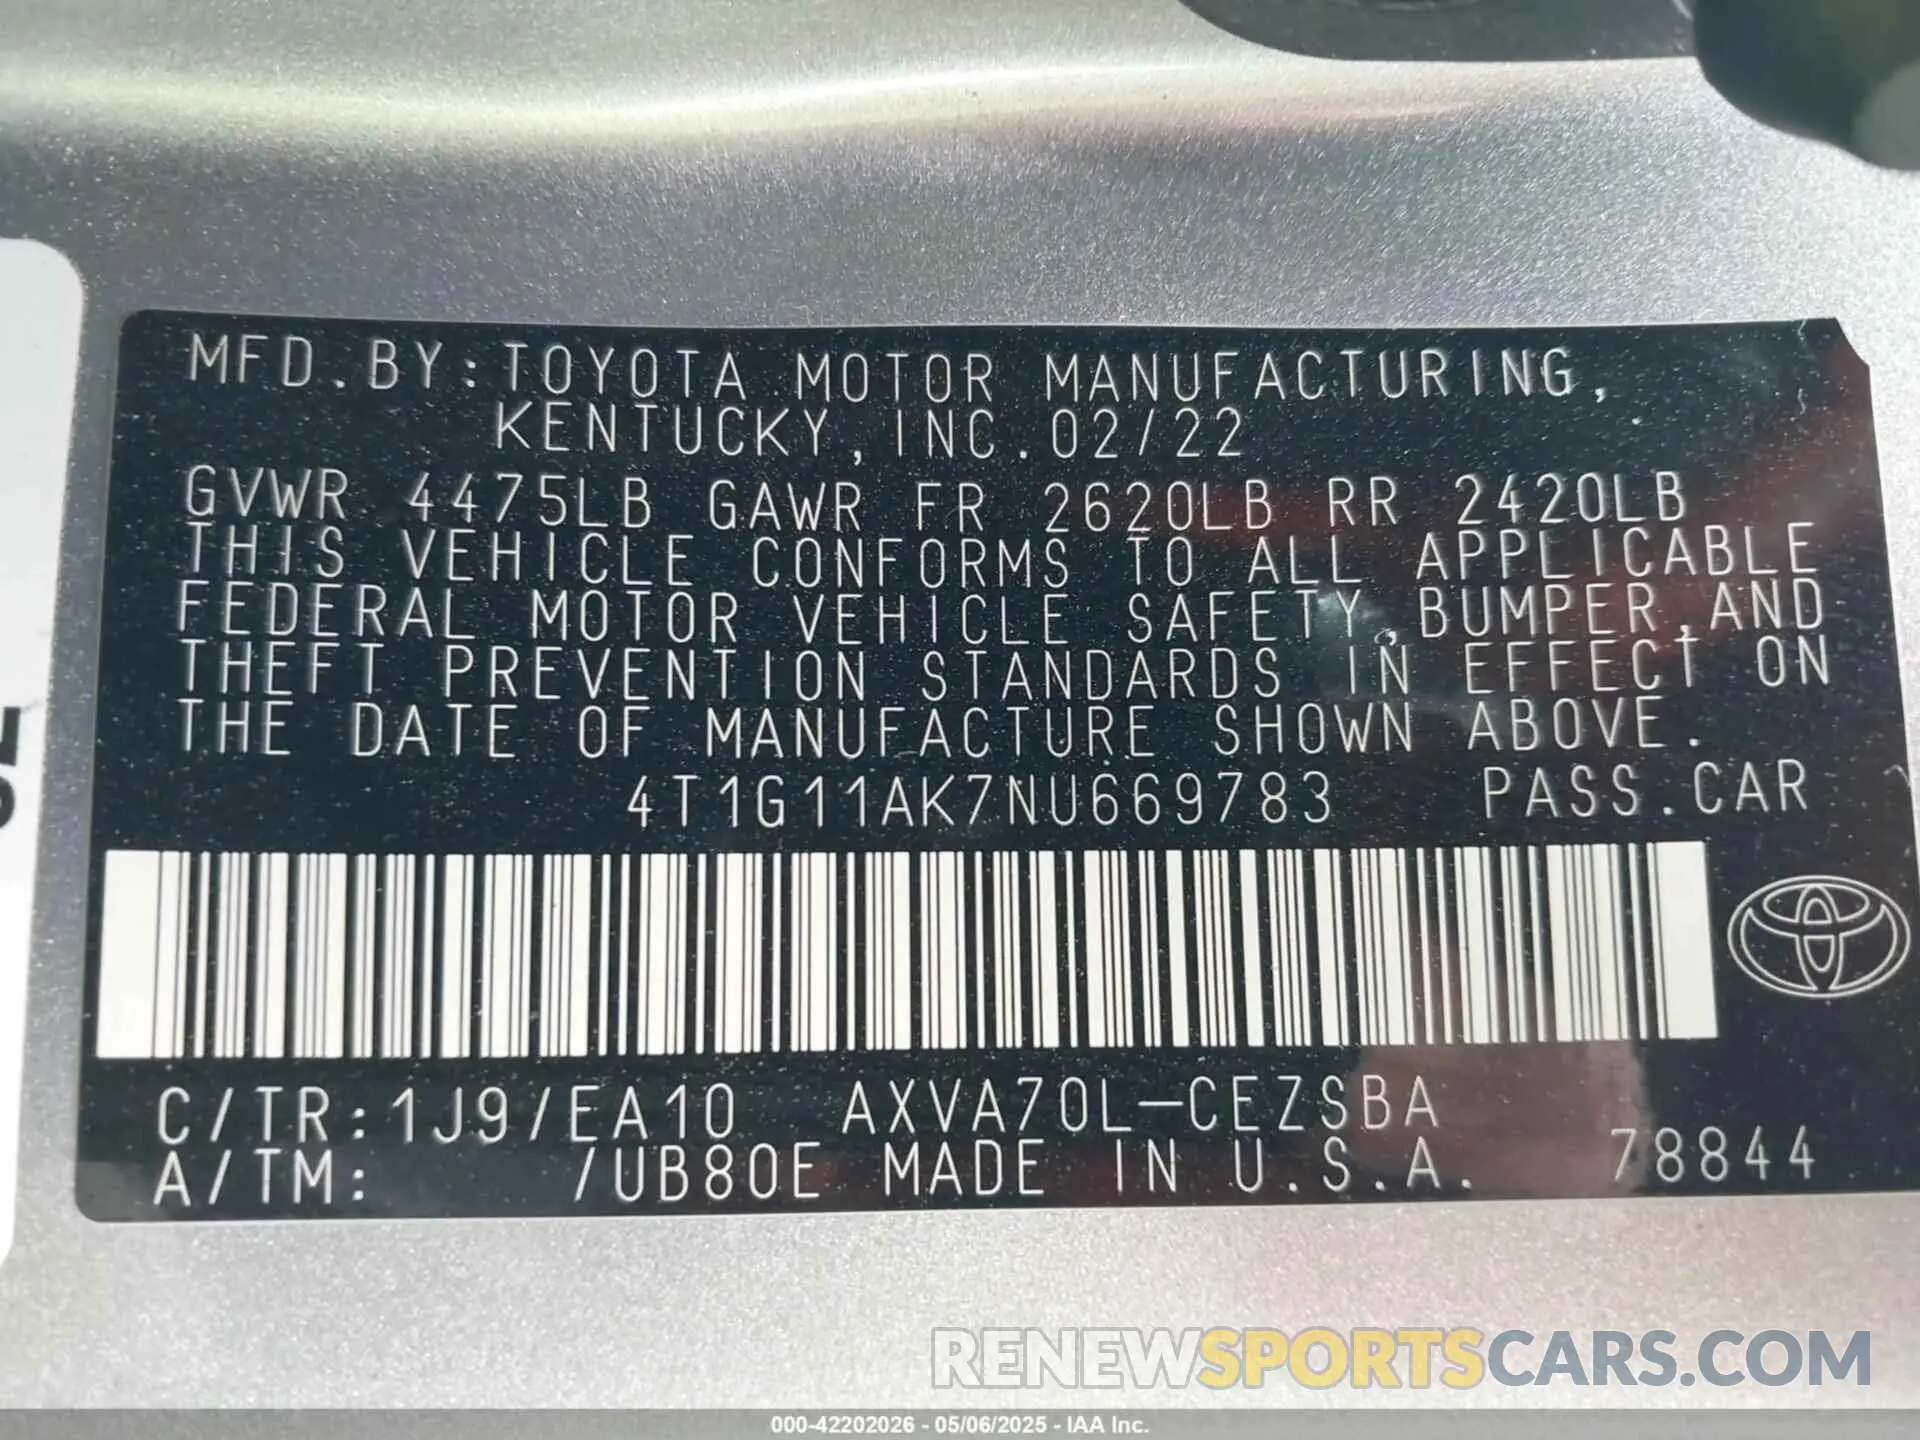 MFD.BY:TOYOTA MOTOR MANUFACTURING,
KENTUCKY, INC.02/22
GVWR 4475LB GAWR FR 2620LB RR 2420LB
THIS VEHICLE CONFORMS TO ALL APPLICABLE
FEDERAL MOTOR VEHICLE SAFETY,BUMPER,AND
THEFT PREVENTION STANDARDS IN EFFECT ON
THE DATE OF MANUFACTURE SHOWN ABOVE.
4T1G11AK7NU669783 PASS.CAR
C/TR:1J9/EA10 AXVA70L-CEZSBA
A/TM: /UB80E MADE IN U.S.A. 78844
RENEWSPORTSCARS.COM
000-42202026 - 05/06/2025 - IAA Inc.